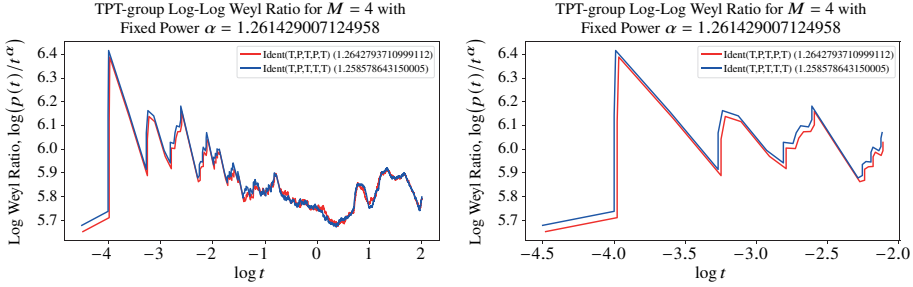 TPT-group Log-Log Weyl Ratio for M = 4 with
Fixed Power α = 1.261429007124958
Log Weyl Ratio, log(p(t)/t^α)
6.4
6.3
6.2
6.1
6.0
5.9
5.8
5.7
Ident(T,P,T,P,T) (1.2642793710999112)
Ident(T,P,T,T,T) (1.258578643150005)
−4
−3
−2
−1
0
1
2
log t
TPT-group Log-Log Weyl Ratio for M = 4 with
Fixed Power α = 1.261429007124958
Log Weyl Ratio, log(p(t)/t^α)
6.4
6.3
6.2
6.1
6.0
5.9
5.8
5.7
Ident(T,P,T,P,T) (1.2642793710999112)
Ident(T,P,T,T,T) (1.258578643150005)
−4.5
−4.0
−3.5
−3.0
−2.5
−2.0
log t